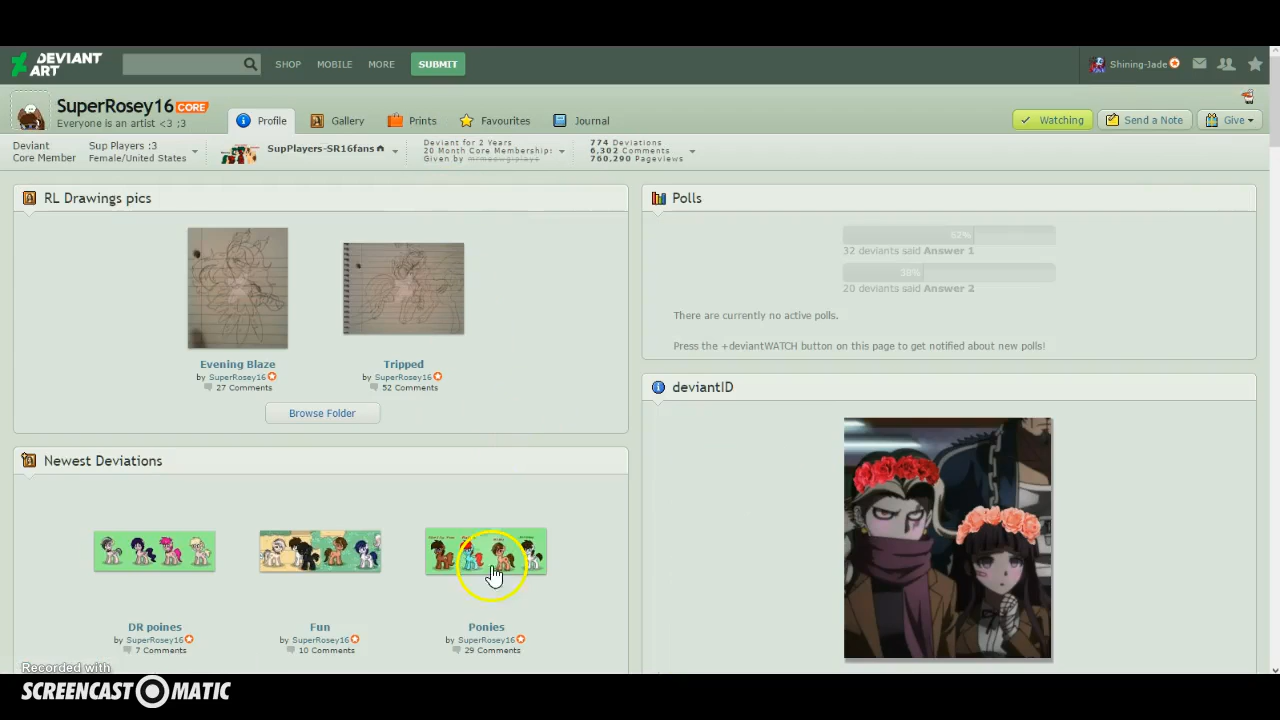 DEVIANT ART
SHOP
MOBILE
MORE
SUBMIT
Shining-Jade
SuperRosey16 CORE
Everyone is an artist <3 ;3
Profile
Gallery
Prints
Favourites
Journal
Watching
Send a Note
Give
Deviant
Core Member
Sup Players :3
Female/United States
SupPlayers-SR16fans
Deviant for 2 Years
20 Month Core Membership:
Given by mrmeowgiplays
774 Deviations
6,302 Comments
760,290 Pageviews
RL Drawings pics
Evening Blaze
by SuperRosey16
27 Comments
Tripped
by SuperRosey16
52 Comments
Browse Folder
Newest Deviations
DR poines
by SuperRosey16
7 Comments
Fun
by SuperRosey16
10 Comments
Ponies
by SuperRosey16
29 Comments
Polls
62%
32 deviants said Answer 1
38%
20 deviants said Answer 2
There are currently no active polls.
Press the +deviantWATCH button on this page to get notified about new polls!
deviantID
Recorded with
SCREENCAST-O-MATIC